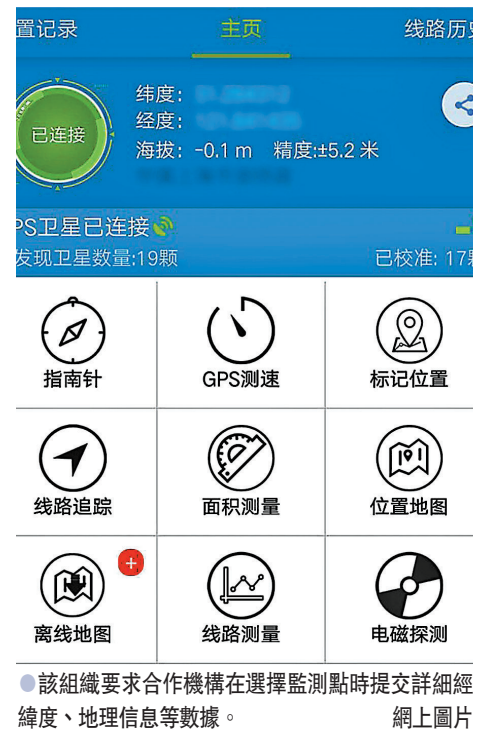 置记录 主页 线路历史
已连接
纬度:
经度:
海拔: -0.1 m 精度:±5.2 米
PS卫星已连接
发现卫星数量:19颗 已校准: 17颗
指南针 GPS测速 标记位置
线路追踪 面积测量 位置地图
离线地图 线路测量 电磁探测
●該組織要求合作機構在選擇監測點時提交詳細經
緯度、地理信息等數據。 網上圖片